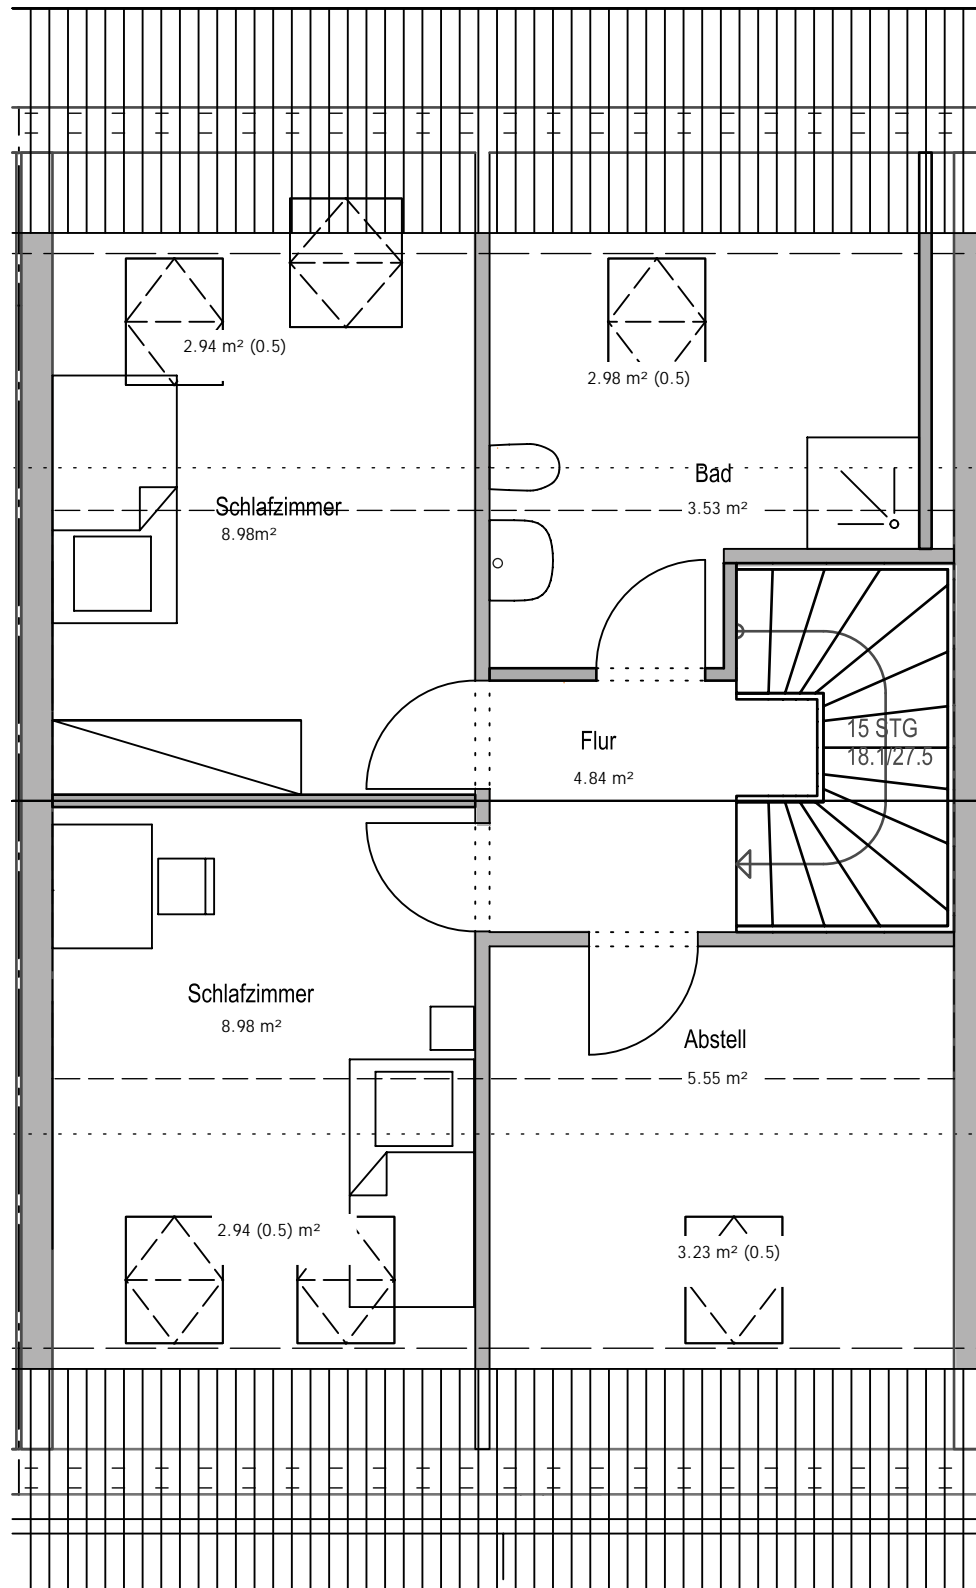 2.94 m² (0.5)
2.98 m² (0.5)
Bad
3.53 m²
Schlafzimmer
8.98m²
Flur
4.84 m²
15 STG
18.1/27.5
Schlafzimmer
8.98 m²
Abstell
5.55 m²
2.94 (0.5) m²
3.23 m² (0.5)